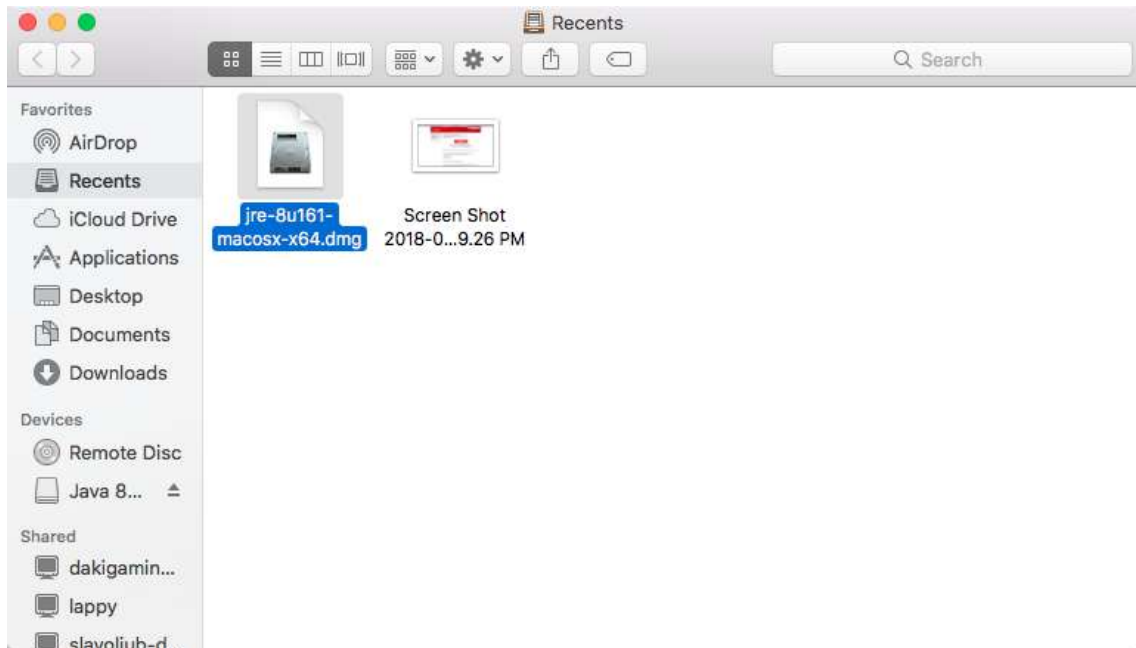 Recents
Search
Favorites
AirDrop
Recents
iCloud Drive
Applications
Desktop
Documents
Downloads
Devices
Remote Disc
Java 8...
Shared
dakigamin...
lappy
slavoljub-d...
jre-8u161-
macosx-x64.dmg
Screen Shot
2018-0...9.26 PM